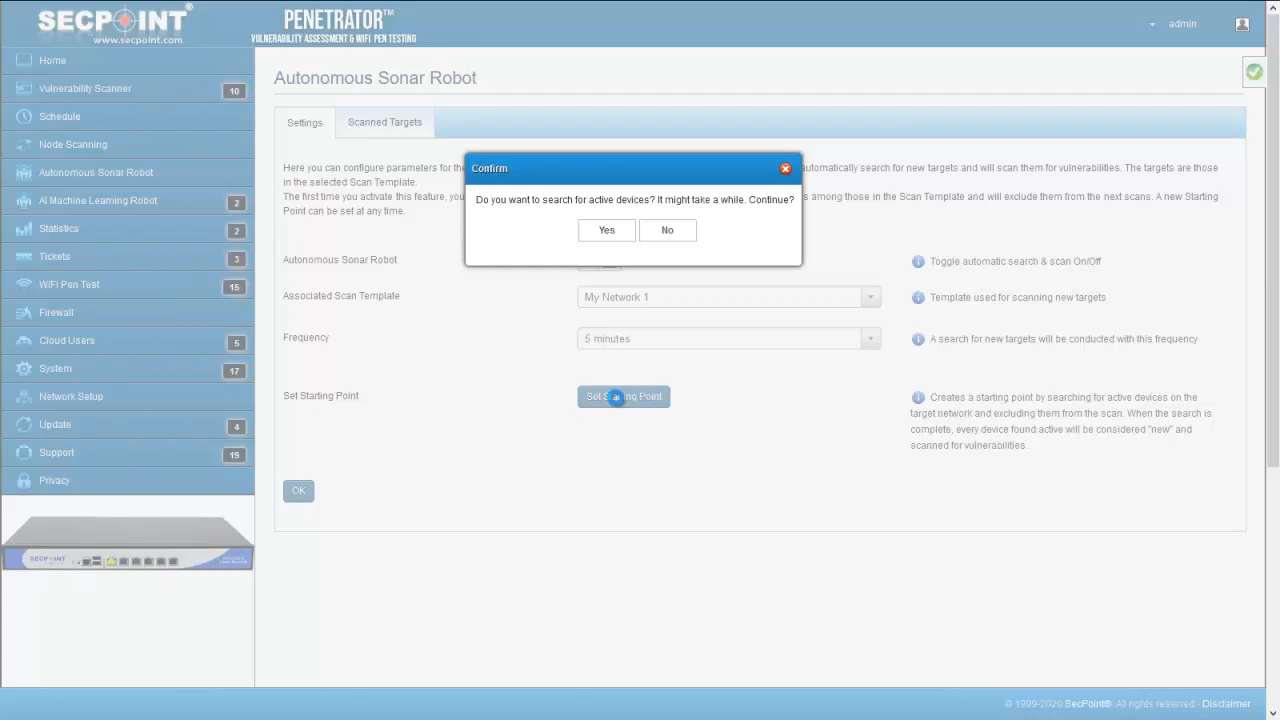 SECPOINT®
www.secpoint.com
PENETRATOR™
VULNERABILITY ASSESSMENT & WIFI PEN TESTING
admin
Home
Vulnerability Scanner 10
Schedule
Node Scanning
Autonomous Sonar Robot
AI Machine Learning Robot 2
Statistics 2
Tickets 3
WiFi Pen Test 15
Firewall
Cloud Users 5
System 17
Network Setup
Update 4
Support 19
Privacy
SECPOINT
Autonomous Sonar Robot
Settings Scanned Targets
Here you can configure parameters for the automatically search for new targets and will scan them for vulnerabilities. The targets are those
in the selected Scan Template.
The first time you activate this feature, you s among those in the Scan Template and will exclude them from the next scans. A new Starting
Point can be set at any time.
Confirm
Do you want to search for active devices? It might take a while. Continue?
Yes No
Autonomous Sonar Robot Toggle automatic search & scan On/Off
Associated Scan Template My Network 1 Template used for scanning new targets
Frequency 5 minutes A search for new targets will be conducted with this frequency
Set Starting Point Set Starting Point Creates a starting point by searching for active devices on the
target network and excluding them from the scan. When the search is
complete, every device found active will be considered "new" and
scanned for vulnerabilities.
OK
© 1999-2020 SecPoint®. All rights reserved - Disclaimer